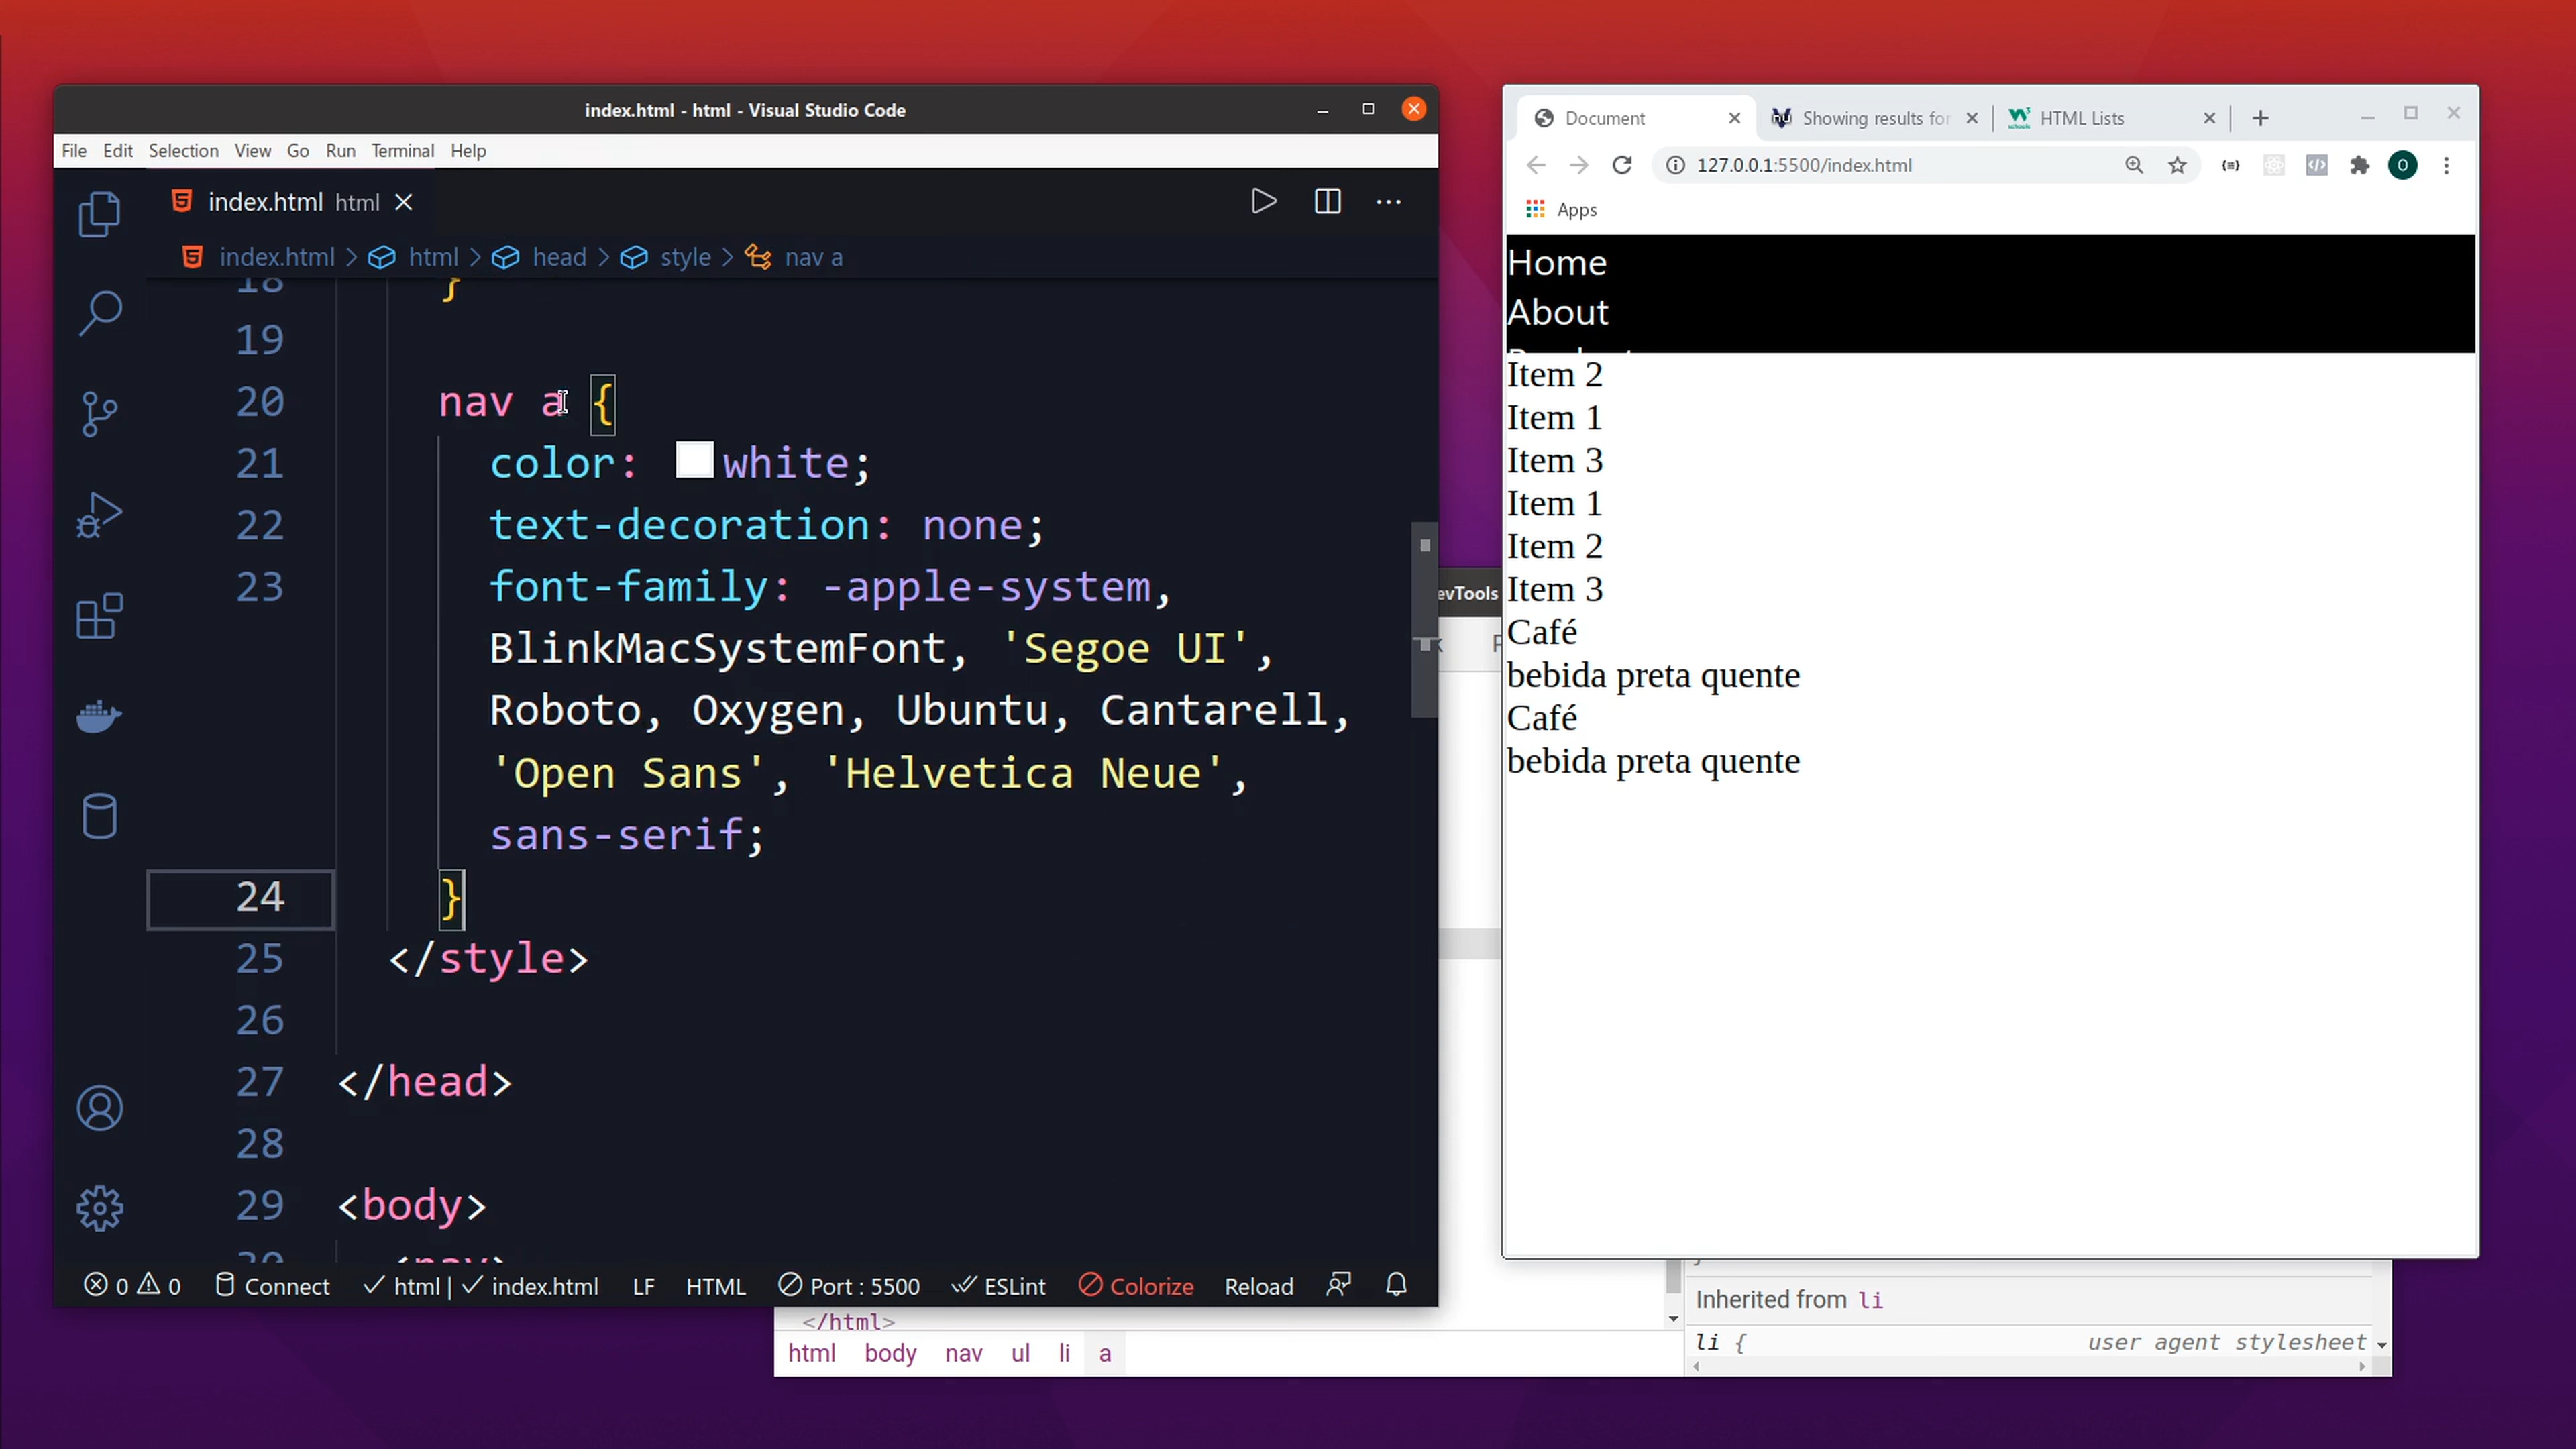 index.html - html - Visual Studio Code
File Edit Selection View Go Run Terminal Help
index.html html
index.html > html > head > style > nav a
18 }
19
20 nav a {
21 color: white;
22 text-decoration: none;
23 font-family: -apple-system,
BlinkMacSystemFont, 'Segoe UI',
Roboto, Oxygen, Ubuntu, Cantarell,
'Open Sans', 'Helvetica Neue',
sans-serif;
24 }
25 </style>
26
27 </head>
28
29 <body>
30 <nav>
0 0 Connect html | index.html LF HTML Port : 5500 ESLint Colorize Reload
Document
Showing results for
HTML Lists
127.0.0.1:5500/index.html
O
Apps
Home
About
Item 2
Item 1
Item 3
Item 1
Item 2
Item 3
Café
bebida preta quente
Café
bebida preta quente
evTools
</html>
html body nav ul li a
Inherited from li
li { user agent stylesheet